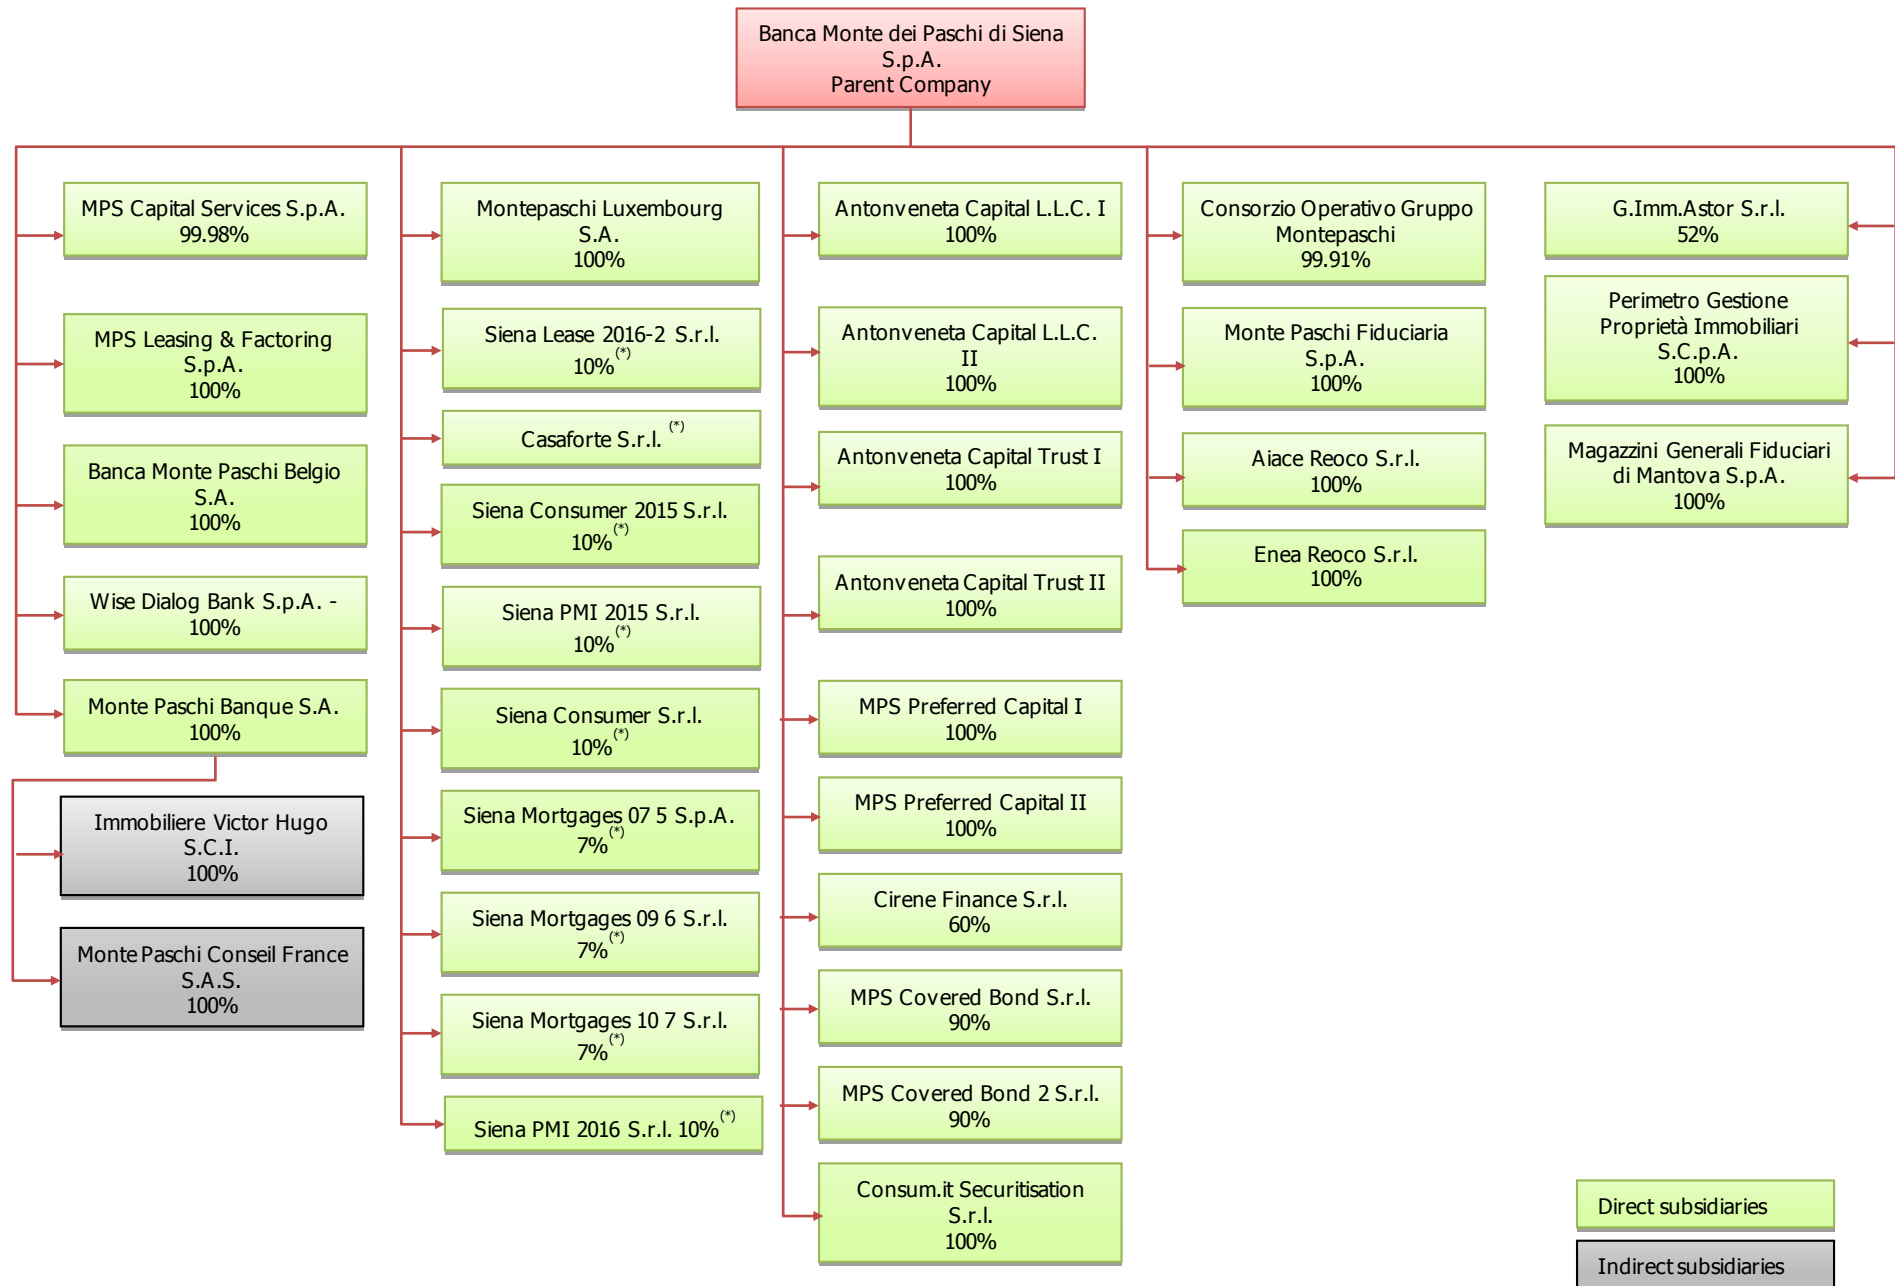 Banca Monte dei Paschi di Siena
S.p.A.
Parent Company
MPS Capital Services S.p.A.
99.98%
MPS Leasing & Factoring
S.p.A.
100%
Banca Monte Paschi Belgio
S.A.
100%
Wise Dialog Bank S.p.A. -
100%
Monte Paschi Banque S.A.
100%
Immobiliere Victor Hugo
S.C.I.
100%
Monte Paschi Conseil France
S.A.S.
100%
Montepaschi Luxembourg
S.A.
100%
Siena Lease 2016-2 S.r.l.
10%(*)
Casaforte S.r.l. (*)
Siena Consumer 2015 S.r.l.
10%(*)
Siena PMI 2015 S.r.l.
10%(*)
Siena Consumer S.r.l.
10%(*)
Siena Mortgages 07 5 S.p.A.
7%(*)
Siena Mortgages 09 6 S.r.l.
7%(*)
Siena Mortgages 10 7 S.r.l.
7%(*)
Siena PMI 2016 S.r.l. 10%(*)
Antonveneta Capital L.L.C. I
100%
Antonveneta Capital L.L.C.
II
100%
Antonveneta Capital Trust I
100%
Antonveneta Capital Trust II
100%
MPS Preferred Capital I
100%
MPS Preferred Capital II
100%
Cirene Finance S.r.l.
60%
MPS Covered Bond S.r.l.
90%
MPS Covered Bond 2 S.r.l.
90%
Consum.it Securitisation
S.r.l.
100%
Consorzio Operativo Gruppo
Montepaschi
99.91%
Monte Paschi Fiduciaria
S.p.A.
100%
Aiace Reoco S.r.l.
100%
Enea Reoco S.r.l.
100%
G.Imm.Astor S.r.l.
52%
Perimetro Gestione
Proprietà Immobiliari
S.C.p.A.
100%
Magazzini Generali Fiduciari
di Mantova S.p.A.
100%
Direct subsidiaries
Indirect subsidiaries